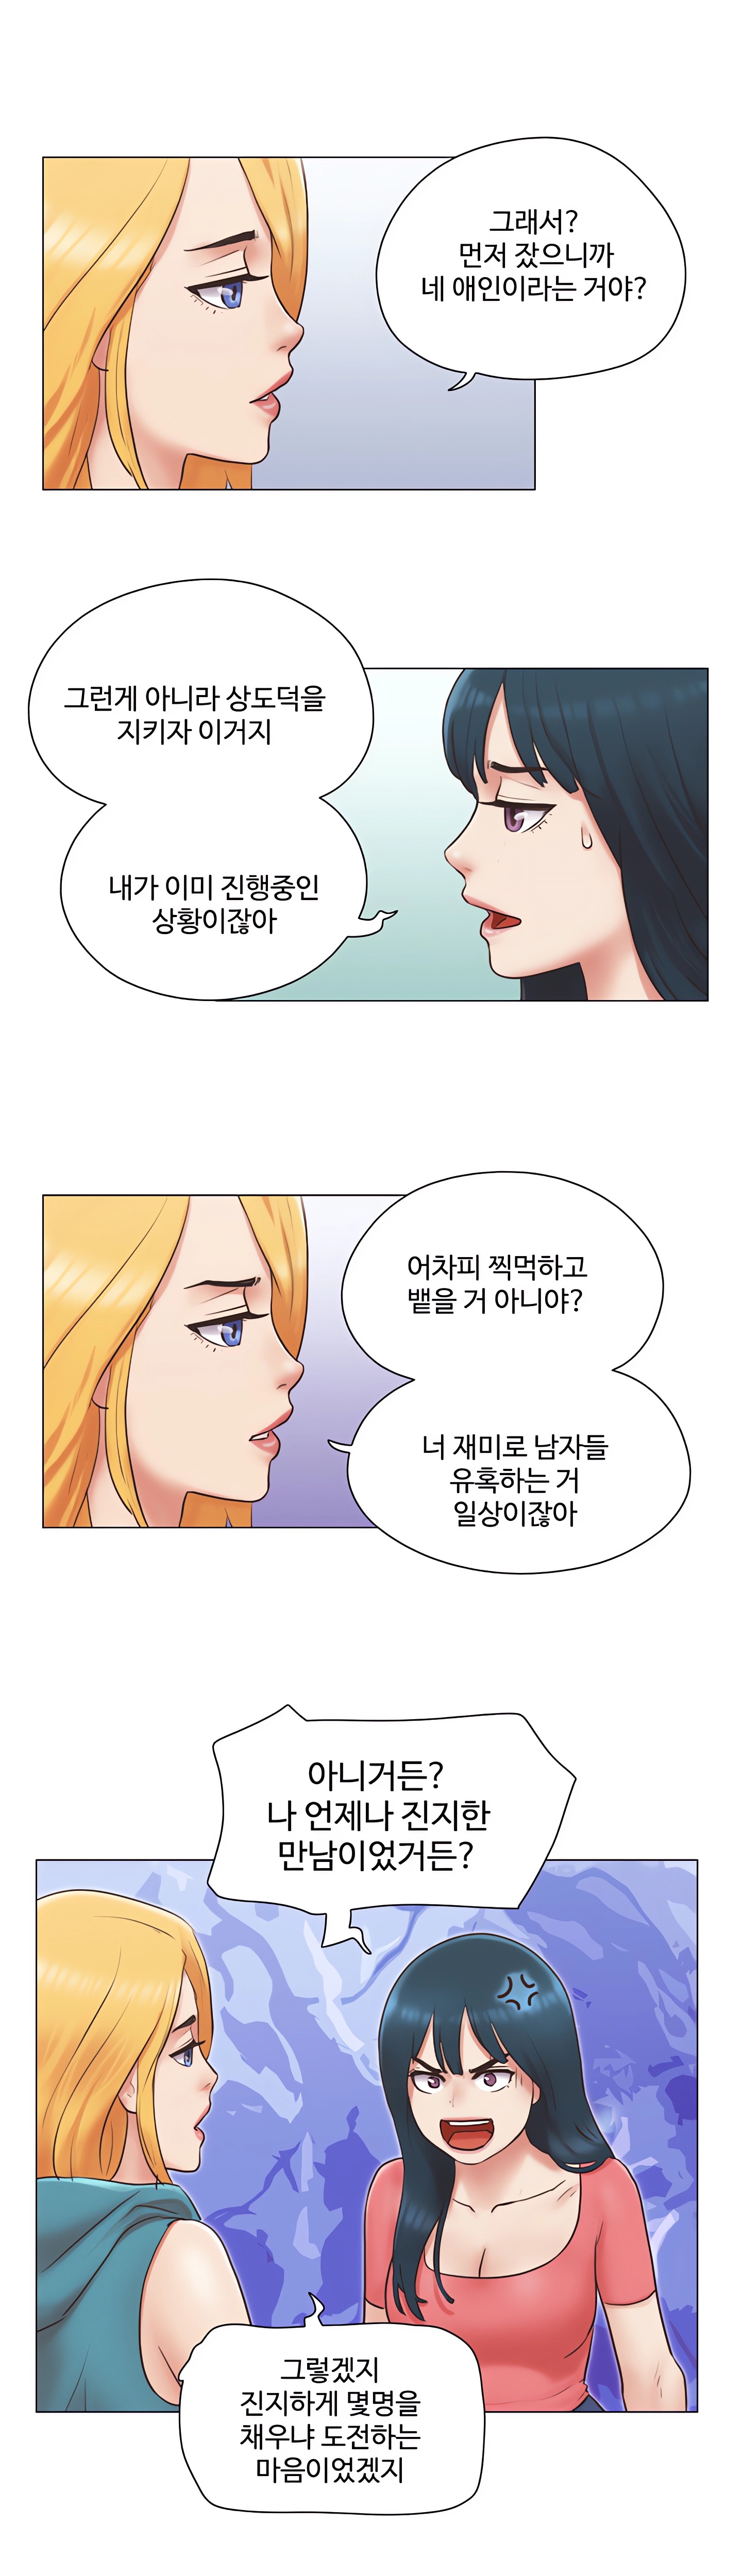 그래서?
먼저 잤으니까
네 애인이라는 거야?
그런게 아니라 상도덕을
지키자 이거지
내가 이미 진행중인
상황이잖아
어차피 찍먹하고
뱉을 거 아니야?
너 재미로 남자들
유혹하는 거
일상이잖아
아니거든?
나 언제나 진지한
만남이었거든?
그렇겠지
진지하게 몇명을
채우냐 도전하는
마음이었겠지